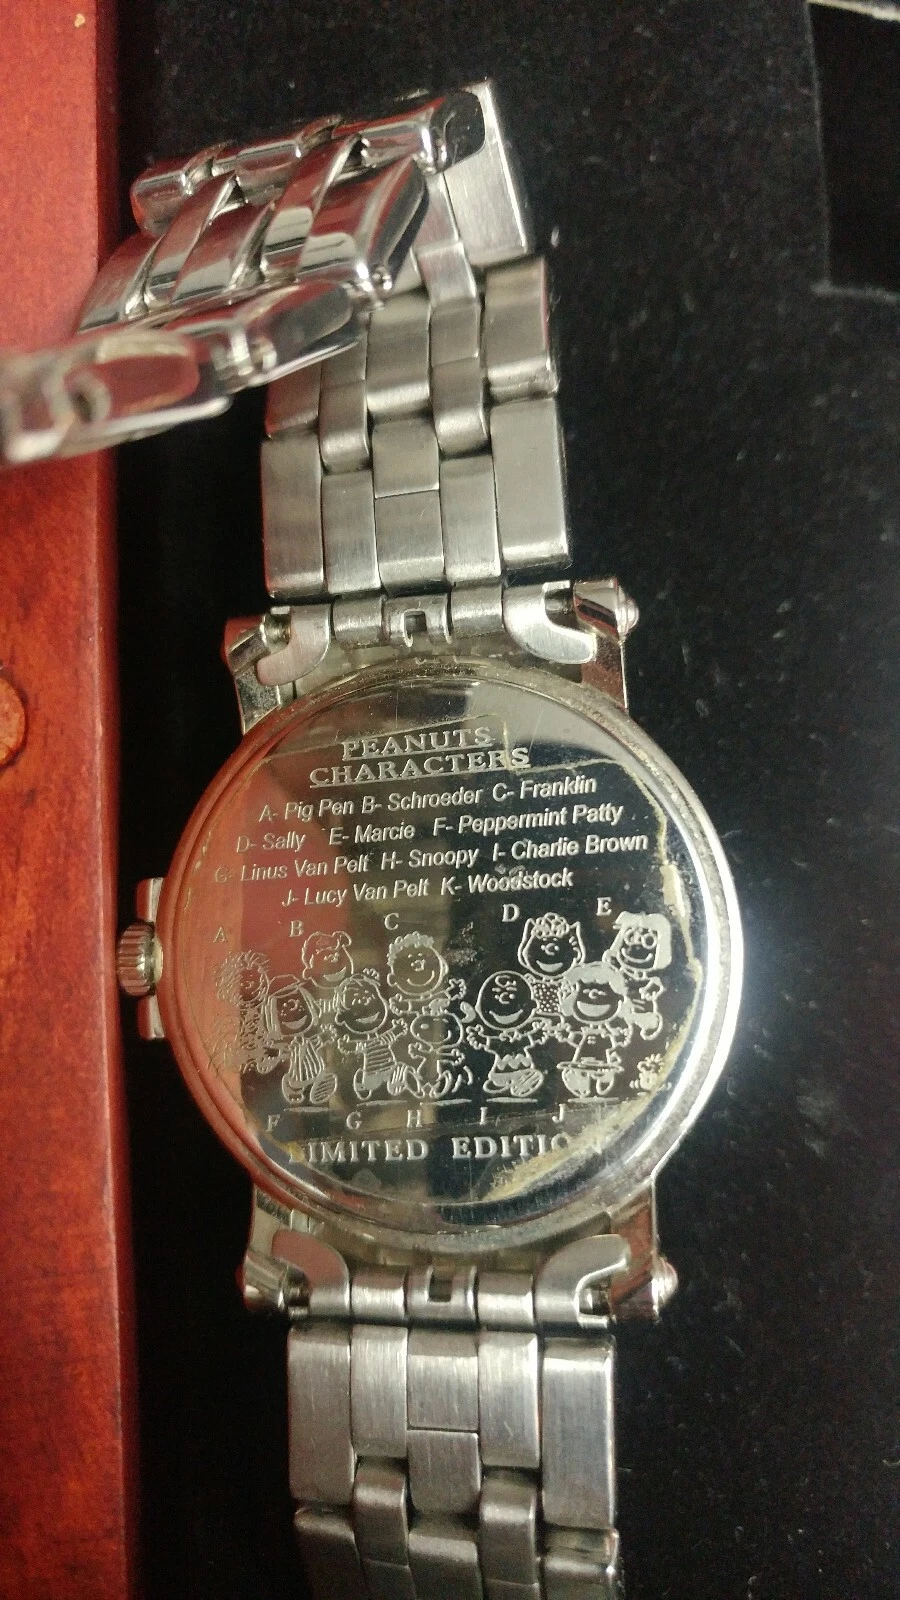 PEANUTS
CHARACTERS
A- Pig Pen B- Schroeder C- Franklin
D- Sally E- Marcie F- Peppermint Patty
G- Linus Van Pelt H- Snoopy I- Charlie Brown
J- Lucy Van Pelt K- Woodstock
A B C D E
F G H I J
LIMITED EDITION